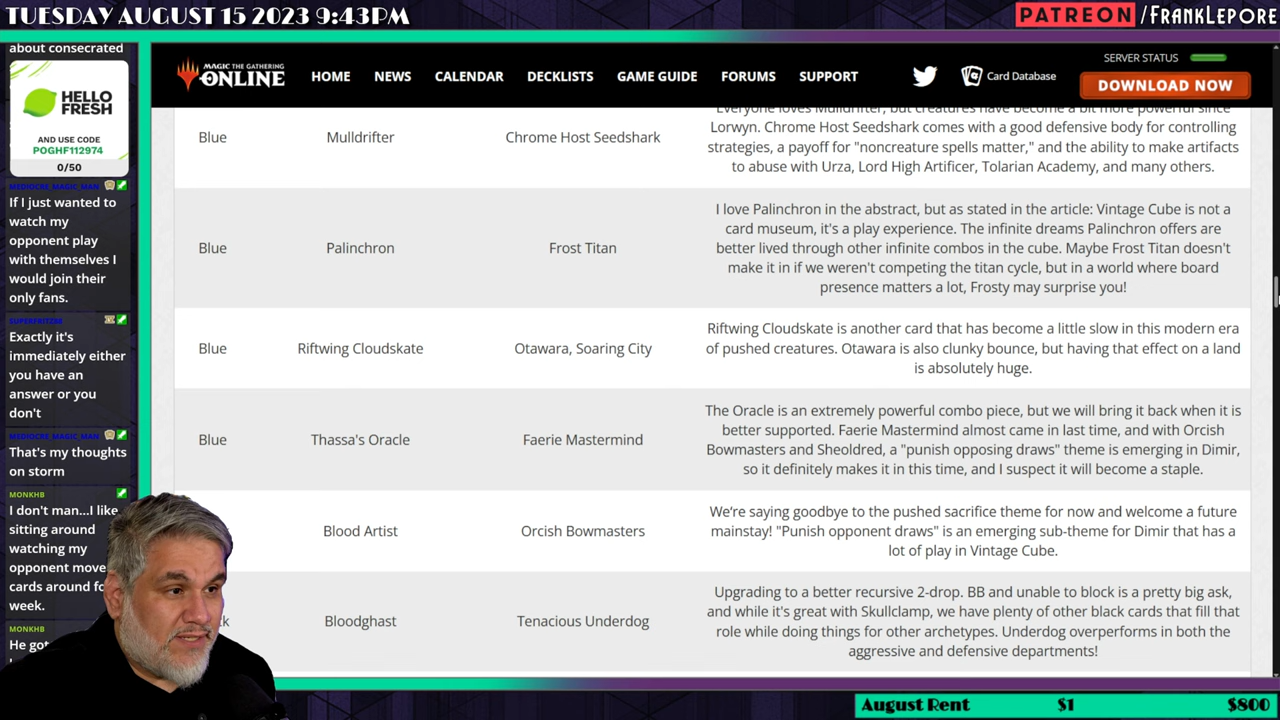 TUESDAY AUGUST 15 2023 9:43PM
PATREON /FRANKLEPORE
about consecrated
HELLO
FRESH
AND USE CODE
POGHF112974
0/50
MEDIOCRE_MAGIC_MAN
If I just wanted to
watch my
opponent play
with themselves I
would join their
only fans.
SUPERFRITZ88
Exactly it's
immediately either
you have an
answer or you
don't
MEDIOCRE_MAGIC_MAN
That's my thoughts
on storm
MONKHB
I don't man...I like
sitting around
watching my
opponent move
cards around fo
week.
MONKHB
He got
MAGIC THE GATHERING
ONLINE
HOME
NEWS
CALENDAR
DECKLISTS
GAME GUIDE
FORUMS
SUPPORT
Card Database
SERVER STATUS
DOWNLOAD NOW
Blue
Mulldrifter
Chrome Host Seedshark
Everyone loves Mulldrifter, but creatures have become a bit more powerful since
Lorwyn. Chrome Host Seedshark comes with a good defensive body for controlling
strategies, a payoff for "noncreature spells matter," and the ability to make artifacts
to abuse with Urza, Lord High Artificer, Tolarian Academy, and many others.
Blue
Palinchron
Frost Titan
I love Palinchron in the abstract, but as stated in the article: Vintage Cube is not a
card museum, it's a play experience. The infinite dreams Palinchron offers are
better lived through other infinite combos in the cube. Maybe Frost Titan doesn't
make it in if we weren't competing the titan cycle, but in a world where board
presence matters a lot, Frosty may surprise you!
Blue
Riftwing Cloudskate
Otawara, Soaring City
Riftwing Cloudskate is another card that has become a little slow in this modern era
of pushed creatures. Otawara is also clunky bounce, but having that effect on a land
is absolutely huge.
Blue
Thassa's Oracle
Faerie Mastermind
The Oracle is an extremely powerful combo piece, but we will bring it back when it is
better supported. Faerie Mastermind almost came in last time, and with Orcish
Bowmasters and Sheoldred, a "punish opposing draws" theme is emerging in Dimir,
so it definitely makes it in this time, and I suspect it will become a staple.
Blood Artist
Orcish Bowmasters
We're saying goodbye to the pushed sacrifice theme for now and welcome a future
mainstay! "Punish opponent draws" is an emerging sub-theme for Dimir that has a
lot of play in Vintage Cube.
k
Bloodghast
Tenacious Underdog
Upgrading to a better recursive 2-drop. BB and unable to block is a pretty big ask,
and while it's great with Skullclamp, we have plenty of other black cards that fill that
role while doing things for other archetypes. Underdog overperforms in both the
aggressive and defensive departments!
August Rent
$1
$800